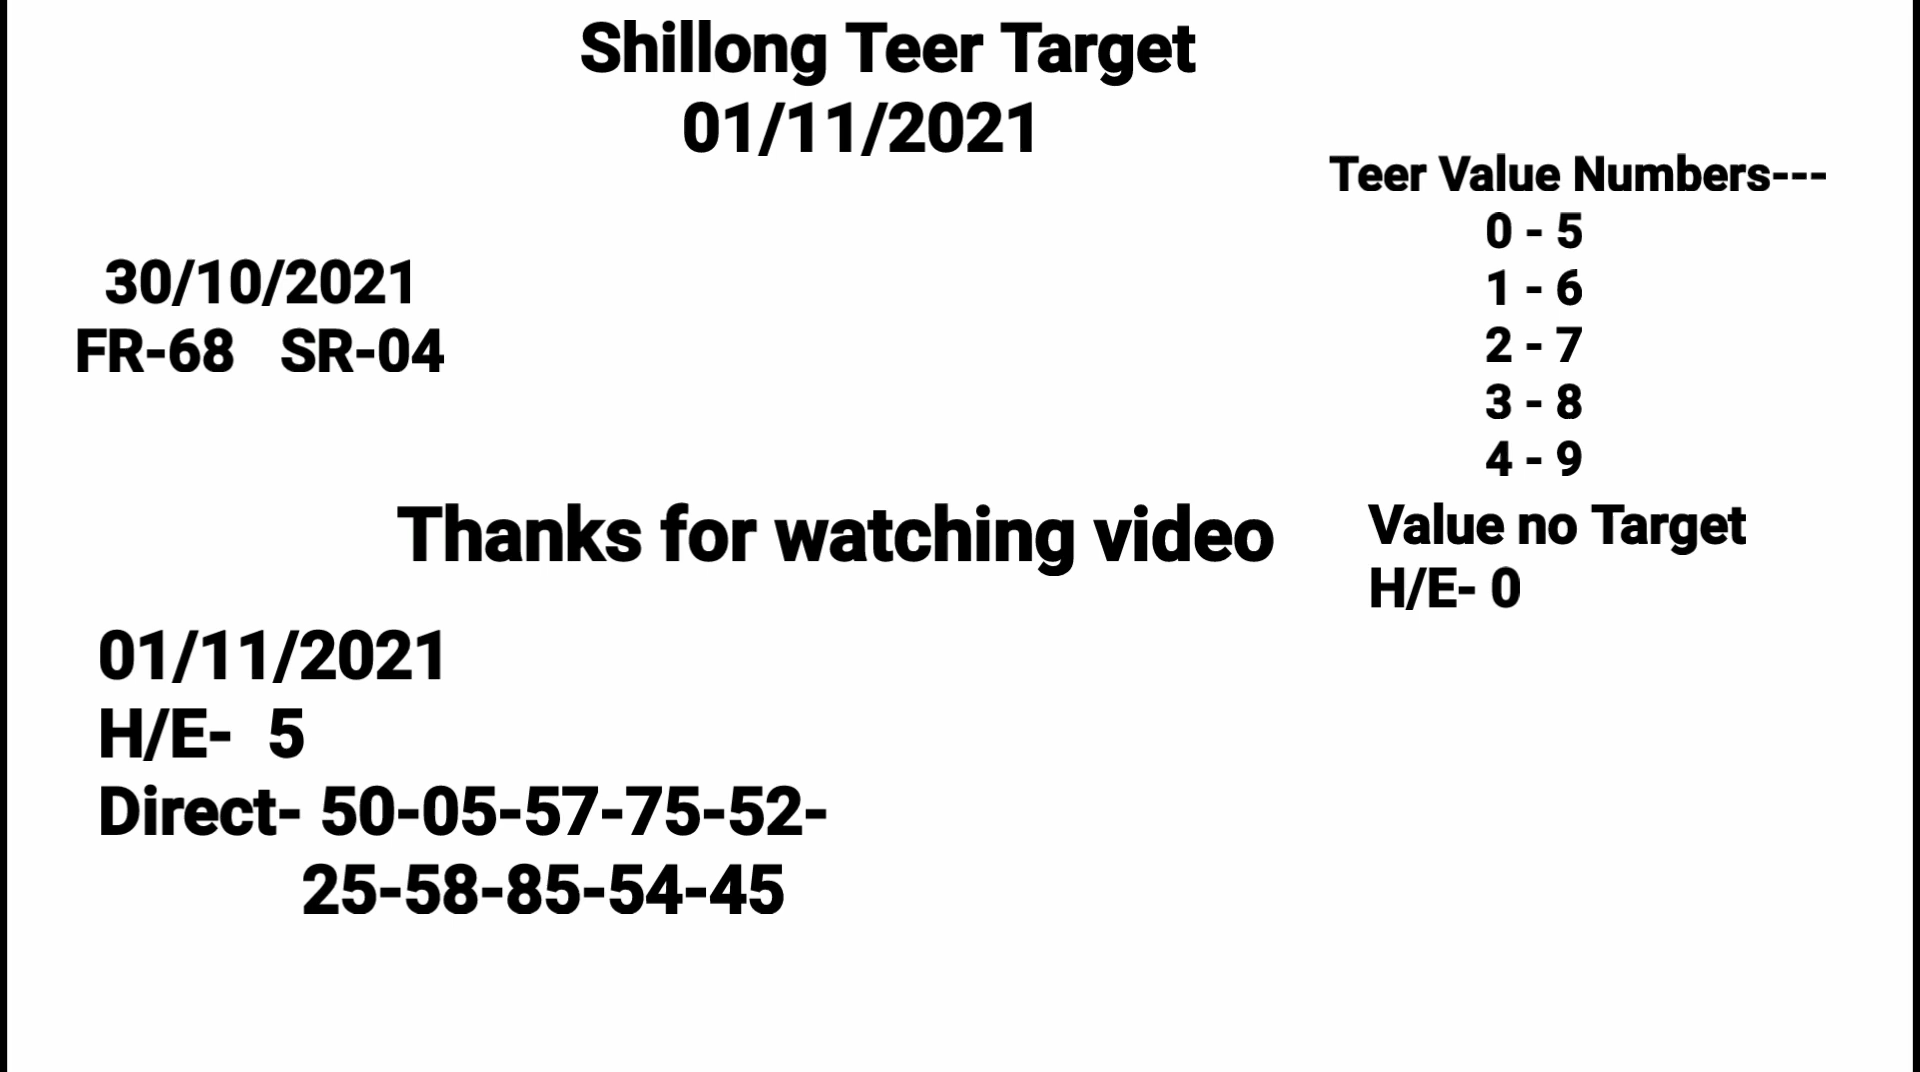 Shillong Teer Target
01/11/2021
30/10/2021
FR-68 SR-04
Teer Value Numbers---
0 - 5
1 - 6
2 - 7
3 - 8
4 - 9
Value no Target
H/E- 0
Thanks for watching video
01/11/2021
H/E- 5
Direct- 50-05-57-75-52-
25-58-85-54-45